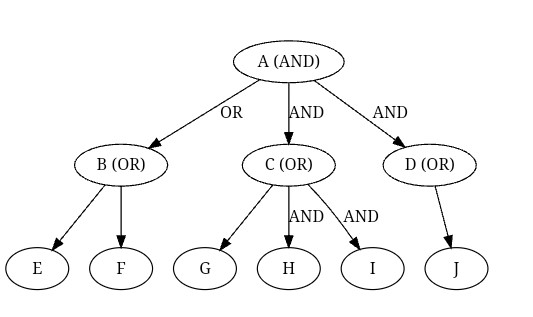 A (AND)
OR
AND
AND
B (OR)
C (OR)
D (OR)
AND
AND
E
F
G
H
I
J